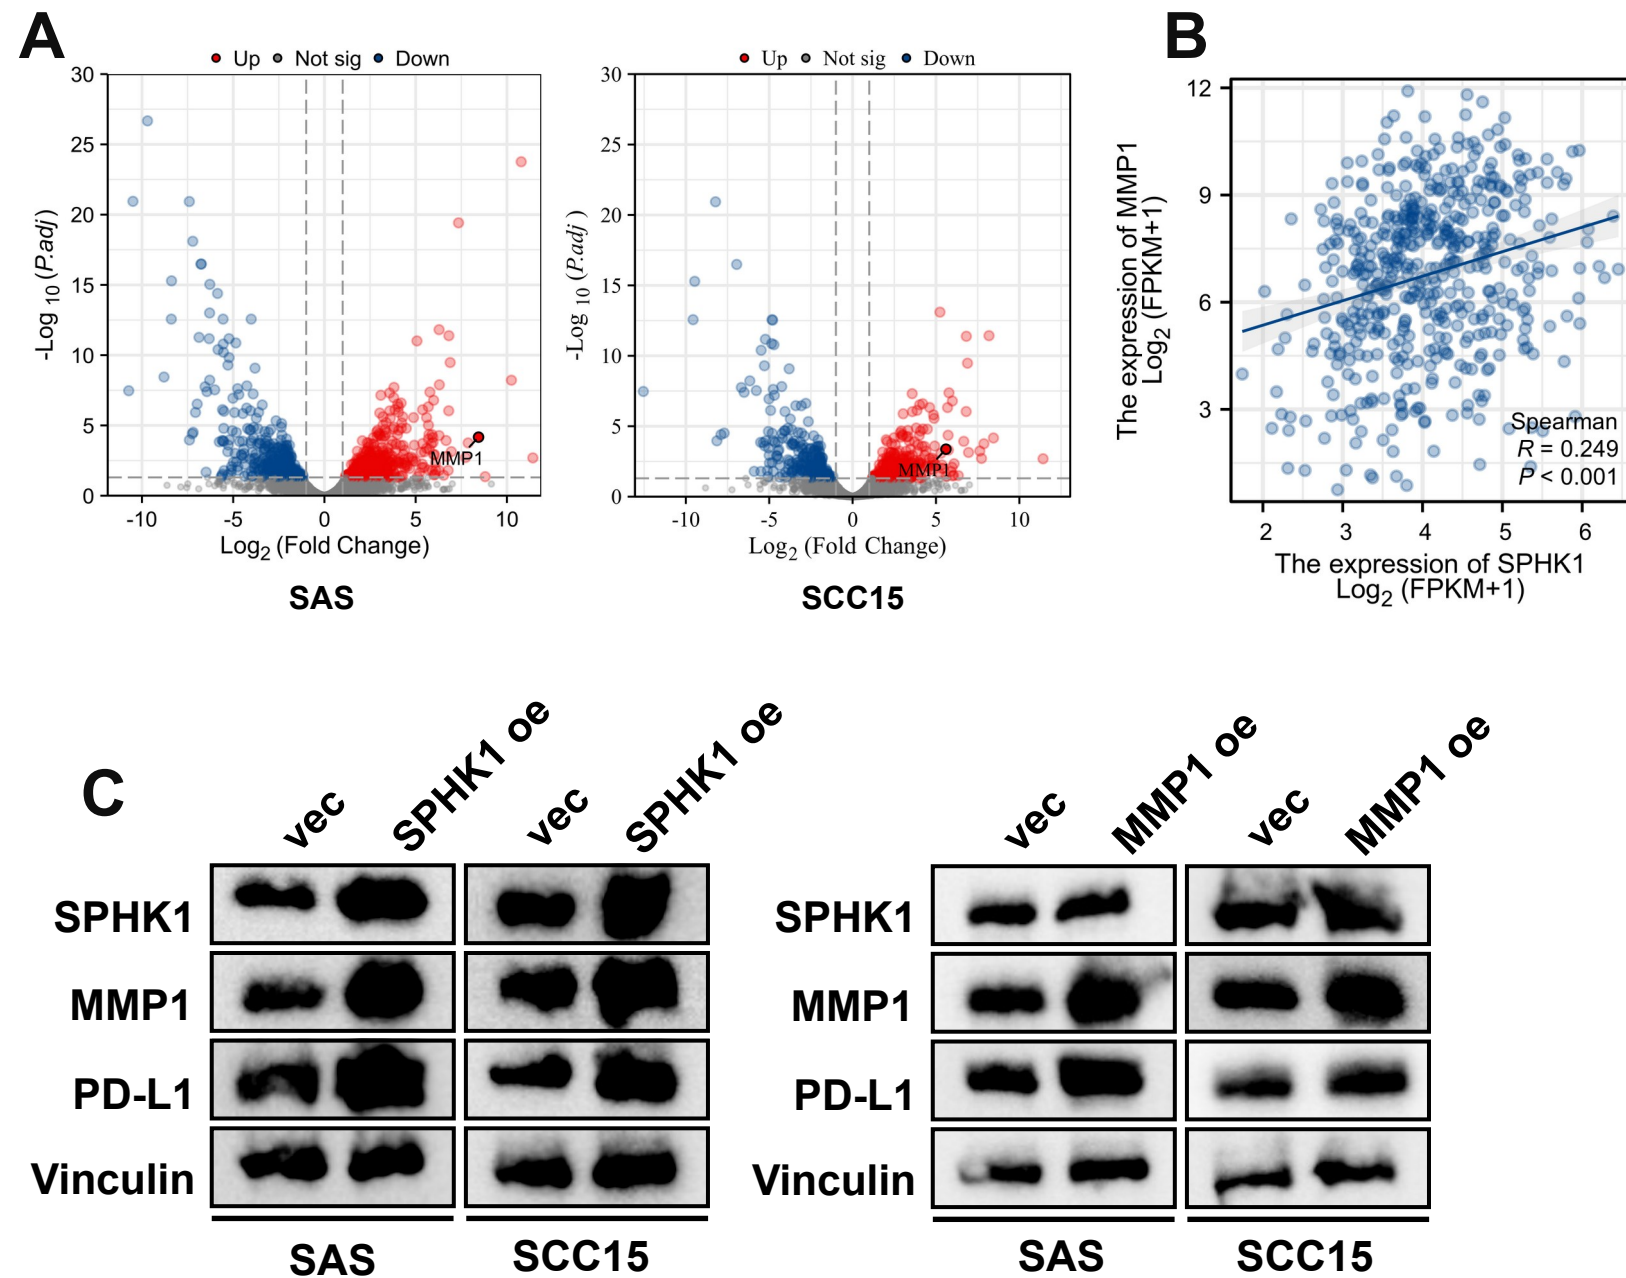 A
Up Not sig Down
30
25
20
15
10
5
0
-Log 10 (P.adj)
-10 -5 0 5 10
Log2 (Fold Change)
MMP1
SAS
Up Not sig Down
30
25
20
15
10
5
0
-Log 10 (P.adj)
-10 -5 0 5 10
Log2 (Fold Change)
MMP1
SCC15
B
12
9
6
3
The expression of MMP1
Log2 (FPKM+1)
Spearman
R = 0.249
P < 0.001
2 3 4 5 6
The expression of SPHK1
Log2 (FPKM+1)
C
vec SPHK1 oe vec SPHK1 oe
SPHK1
MMP1
PD-L1
Vinculin
SAS SCC15
vec MMP1 oe vec MMP1 oe
SPHK1
MMP1
PD-L1
Vinculin
SAS SCC15